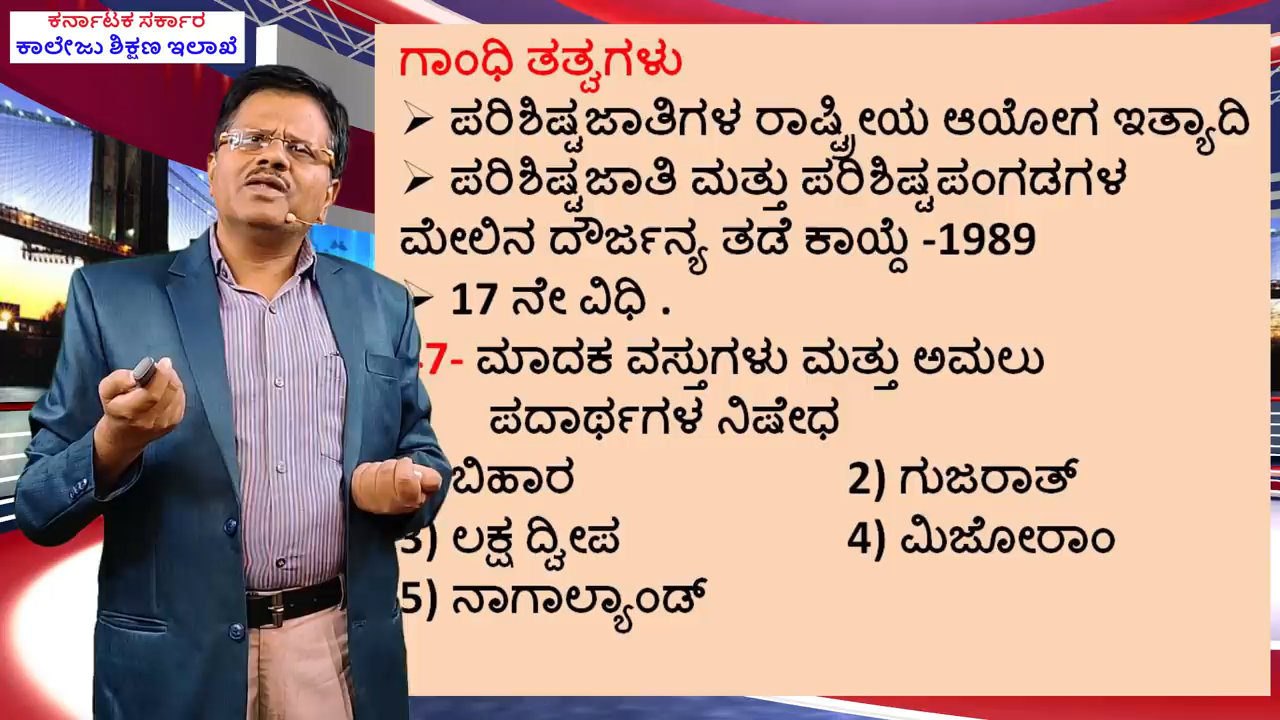 ಕರ್ನಾಟಕ ಸರ್ಕಾರ
ಕಾಲೇಜು ಶಿಕ್ಷಣ ಇಲಾಖೆ
ಗಾಂಧಿ ತತ್ವಗಳು
➢ ಪರಿಶಿಷ್ಟಜಾತಿಗಳ ರಾಷ್ಟ್ರೀಯ ಆಯೋಗ ಇತ್ಯಾದಿ
➢ ಪರಿಶಿಷ್ಟಜಾತಿ ಮತ್ತು ಪರಿಶಿಷ್ಟಪಂಗಡಗಳ
ಮೇಲಿನ ದೌರ್ಜನ್ಯ ತಡೆ ಕಾಯ್ದೆ -1989
➢ 17 ನೇ ವಿಧಿ .
7- ಮಾದಕ ವಸ್ತುಗಳು ಮತ್ತು ಅಮಲು
ಪದಾರ್ಥಗಳ ನಿಷೇಧ
ಬಿಹಾರ 2) ಗುಜರಾತ್
3) ಲಕ್ಷ ದ್ವೀಪ 4) ಮಿಜೋರಾಂ
5) ನಾಗಾಲ್ಯಾಂಡ್